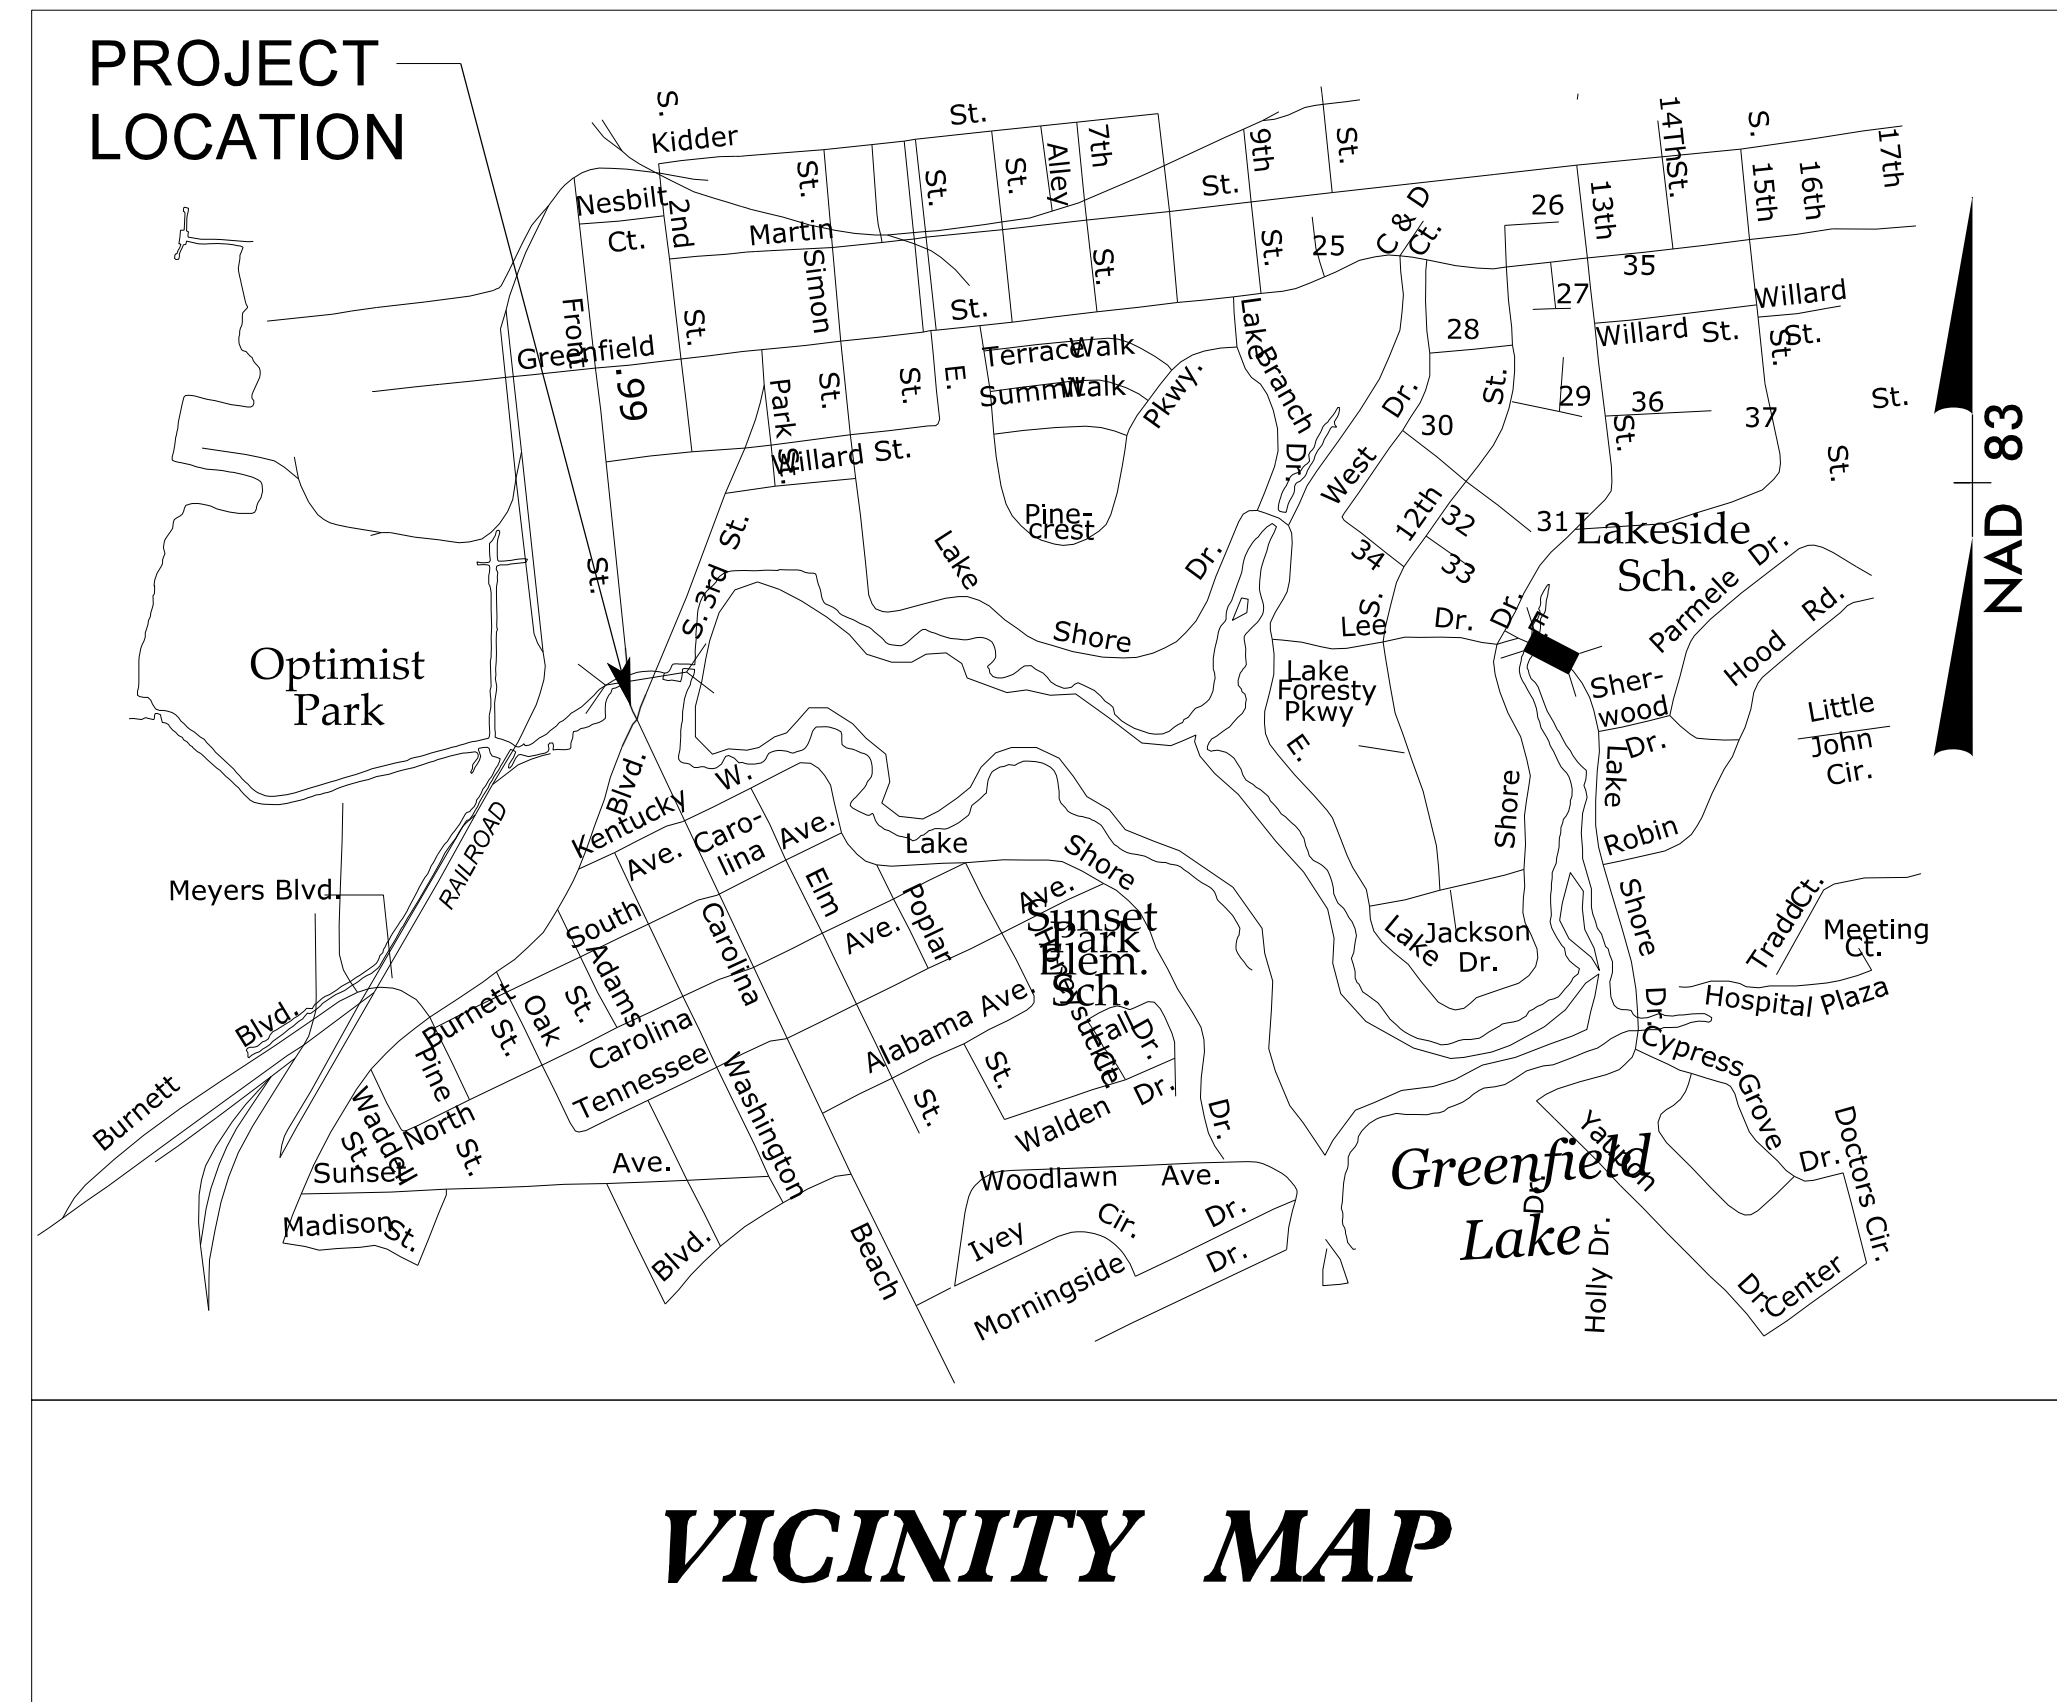 PROJECT
LOCATION
S.
Kidder
St.
Nesbilt
Ct.
2nd
St.
Martin
St.
Simon
St.
St.
St.
Alley
7th
St.
St.
9th
St.
St.
25
C & D
Ct.
26
13th
St.
14Th
St.
S.
15th
St.
16th
St.
17th
27
28
29
30
31
32
33
34
35
36
37
Willard
St.
Willard St.
St.
Front
St.
Greenfield
St.
.99
Park
St.
St.
E.
Willard St.
Terrace Walk
Summit Walk
Pkwy.
Pine-
crest
Lake
Branch
Dr.
West
Dr.
12th
St.
S.
Lakeside
Sch.
NAD 83
S. 3rd St.
Lake
Shore
Dr.
Lee
Dr.
Dr.
E.
Parmele Dr.
Hood Rd.
Sher-
wood
Dr.
Little
John
Cir.
Optimist
Park
Lake
Foresty
Pkwy
E.
Shore
Lake
Robin
Shore
Dr.
Blvd.
Kentucky
Ave.
W.
Caro-
lina
Ave.
Lake
Shore
Dr.
RAILROAD
Meyers Blvd.
Elm
St.
Poplar
St.
Ave.
Ave.
Sunset
Park
Elem.
Sch.
Honeysuckle
South
Adams
St.
Carolina
Lake
Jackson
Dr.
Tradd Ct.
Meeting
Ct.
Hospital Plaza
Burnett
Blvd.
Burnett
St.
Oak
Pine
St.
Carolina
Tennessee
Washington
Alabama Ave.
Dr.
Walden
Dr.
Waddell
St.
North
Sunset
Ave.
Madison
St.
Blvd.
Beach
Woodlawn
Ave.
Ivey
Cir.
Dr.
Morningside
Dr.
Greenfield
Lake
Cypress
Grove
Dr.
Doctors Cir.
Dr.
Holly Dr.
Dr.
Center
VICINITY MAP